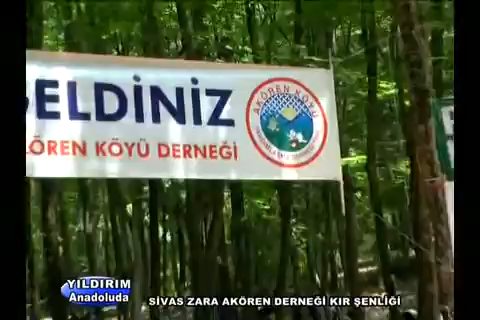 ELDİNİZ
ÖREN KÖYÜ DERNEĞİ
AKÖREN KÖYÜ
YILDIRIM
Anadoluda
SİVAS ZARA AKÖREN DERNEĞİ KIR ŞENLİĞİ